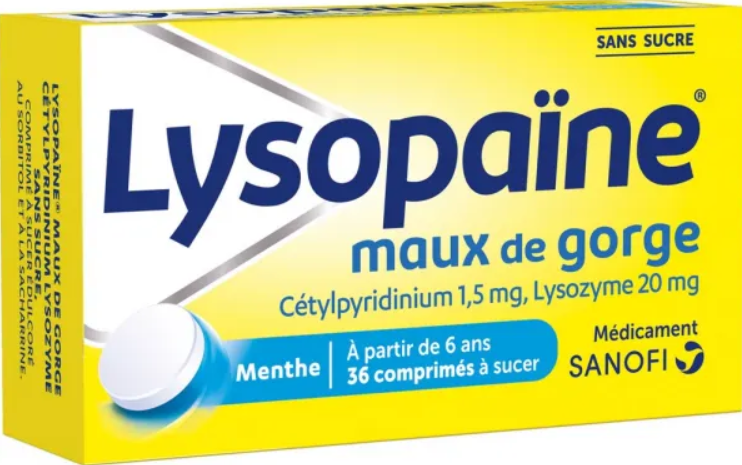 SANS SUCRE
Lysopaïne®
maux de gorge
Cétylpyridinium 1,5 mg, Lysozyme 20 mg
Menthe
À partir de 6 ans
36 comprimés à sucer
Médicament
SANOFI
LYSOPAÏNE® MAUX DE GORGE
CÉTYLPYRIDINIUM LYSOZYME
SANS SUCRE,
COMPRIMÉ À SUCER ÉDULCORÉ
AU SORBITOL ET À LA SACCHARINE.